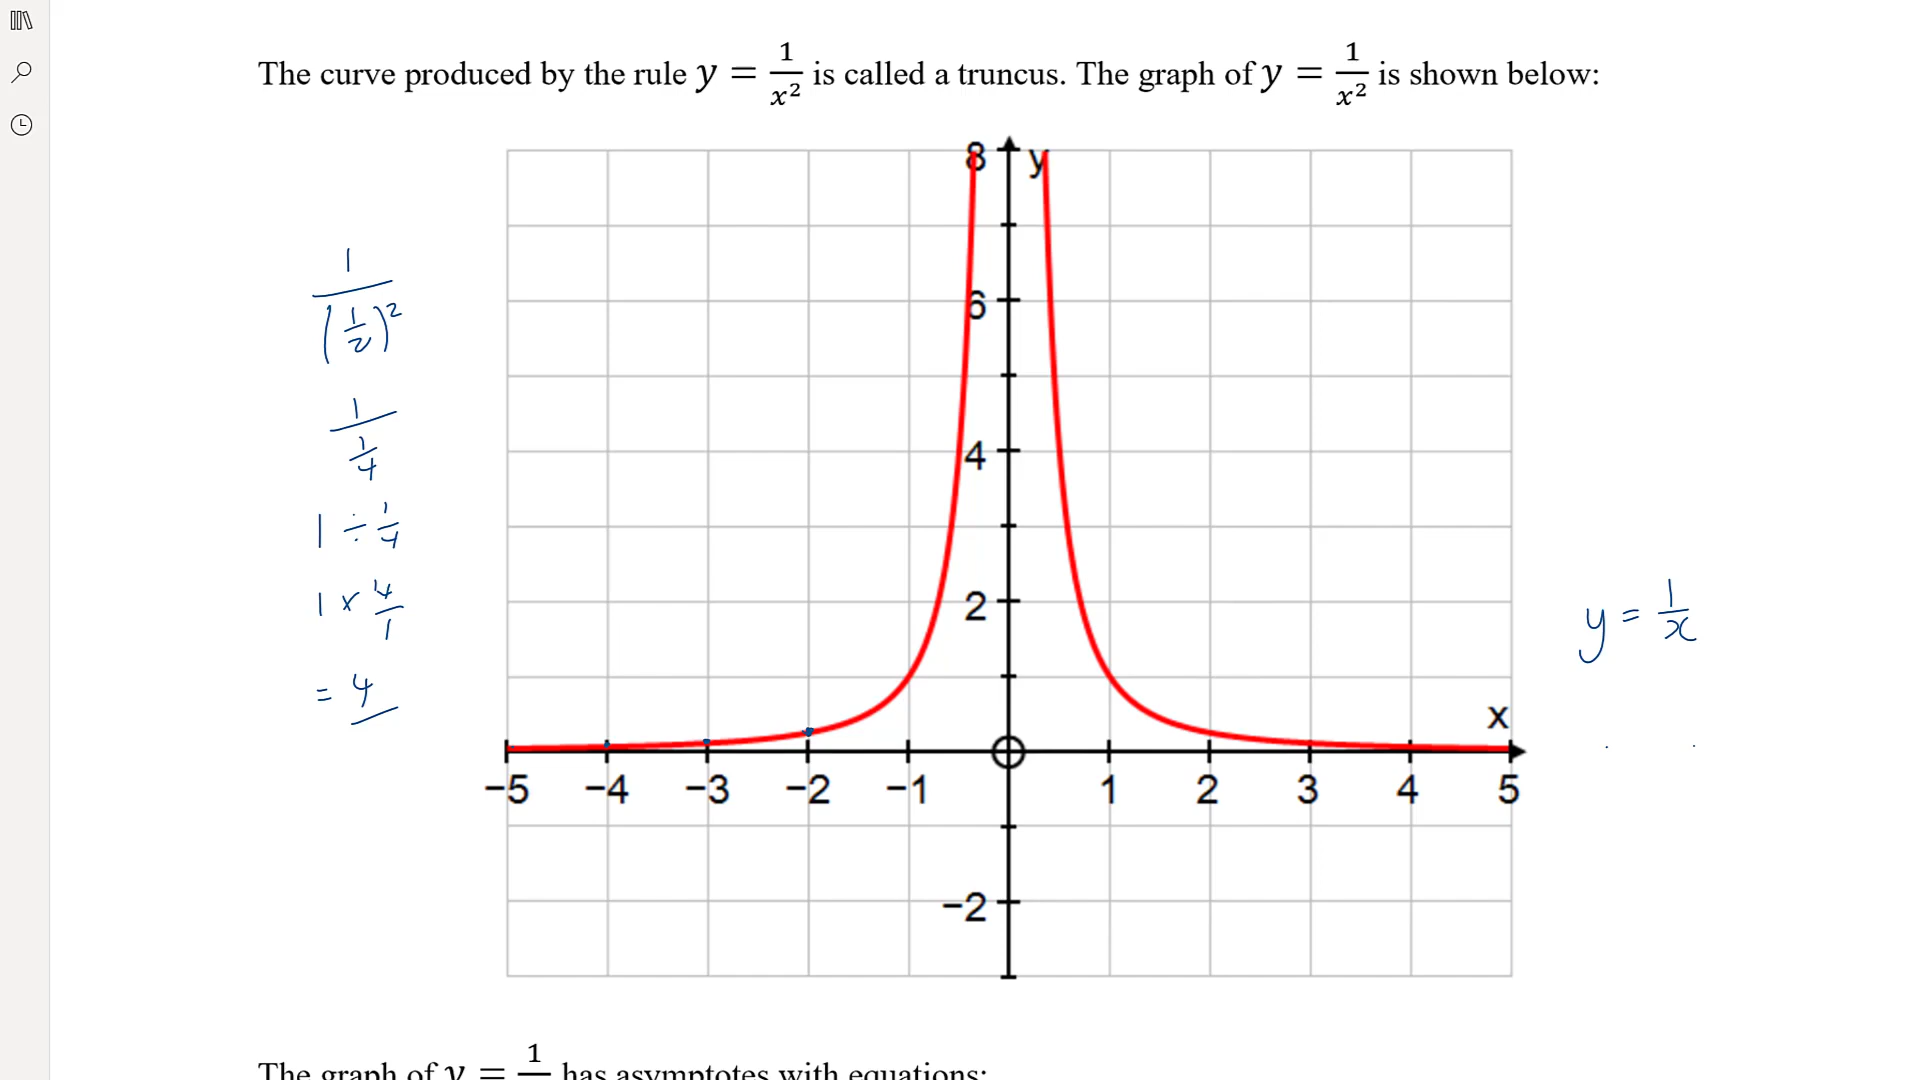 The curve produced by the rule y = 1/x² is called a truncus. The graph of y = 1/x² is shown below:
8 y
6
4
2
x
−5 −4 −3 −2 −1 1 2 3 4 5
−2
1/(1/2)²
1/(1/4)
1 ÷ 1/4
1 × 4/1
= 4
y = 1/x
The graph of y = 1 has asymptotes with equations: